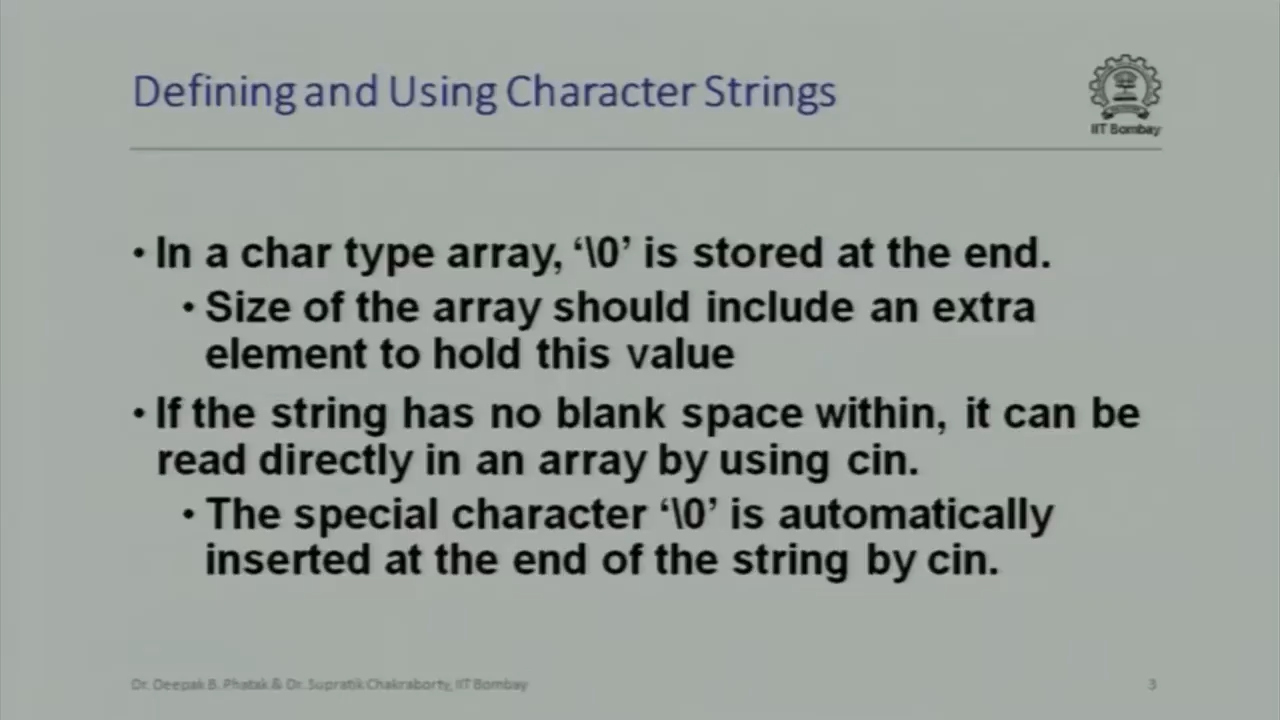 Defining and Using Character Strings
IIT Bombay
• In a char type array, ‘\0’ is stored at the end.
• Size of the array should include an extra
element to hold this value
• If the string has no blank space within, it can be
read directly in an array by using cin.
• The special character ‘\0’ is automatically
inserted at the end of the string by cin.
Dr. Deepak B. Phatak & Dr. Supratik Chakraborty, IIT Bombay
3